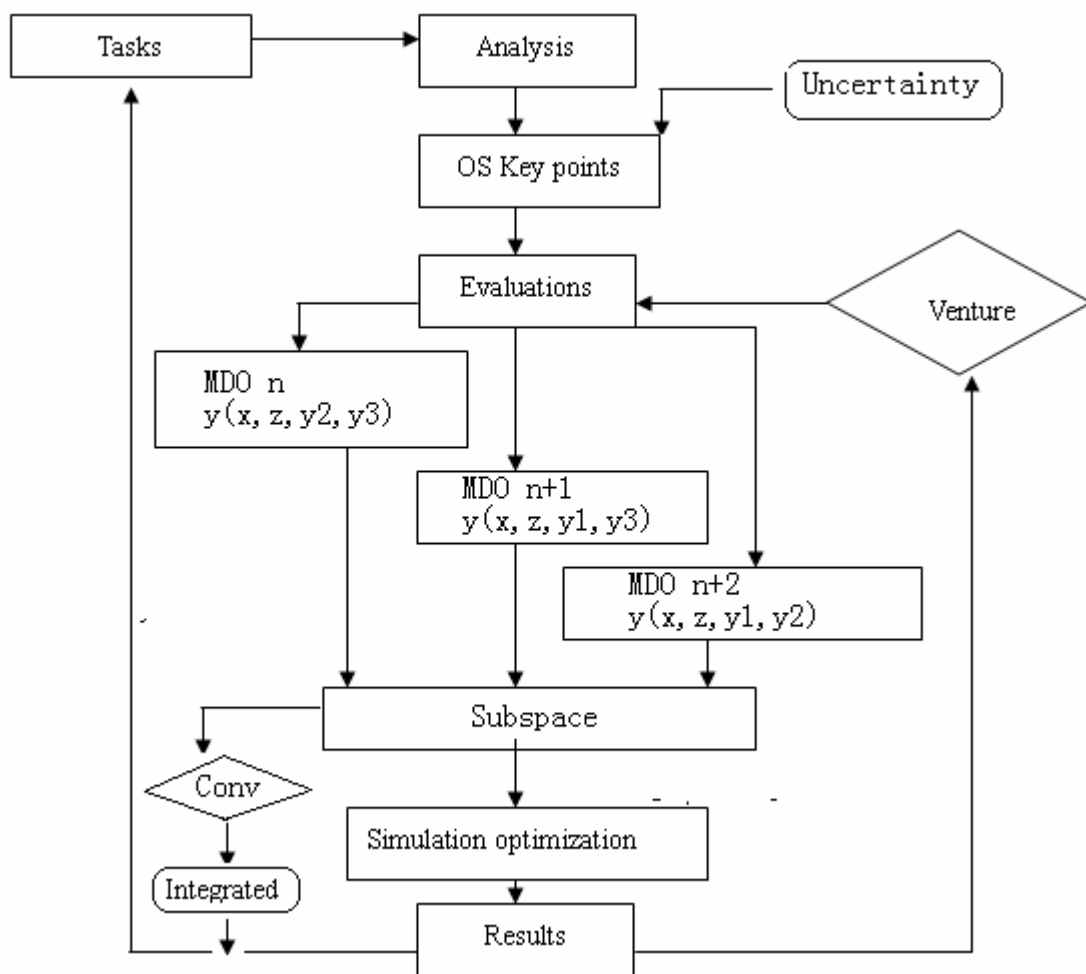 Tasks
Analysis
Uncertainty
OS Key points
Evaluations
Venture
MDO n
y(x, z, y2, y3)
MDO n+1
y(x, z, y1, y3)
MDO n+2
y(x, z, y1, y2)
Subspace
Conv
Simulation optimization
Integrated
Results